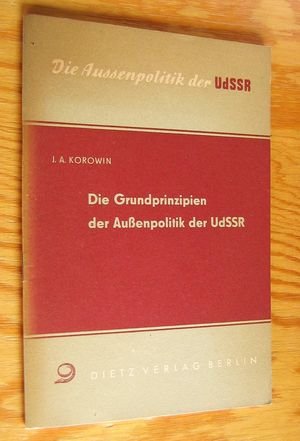 Die Aussenpolitik der UdSSR
J. A. KOROWIN
Die Grundprinzipien
der Außenpolitik der UdSSR
9 DIETZ VERLAG BERLIN